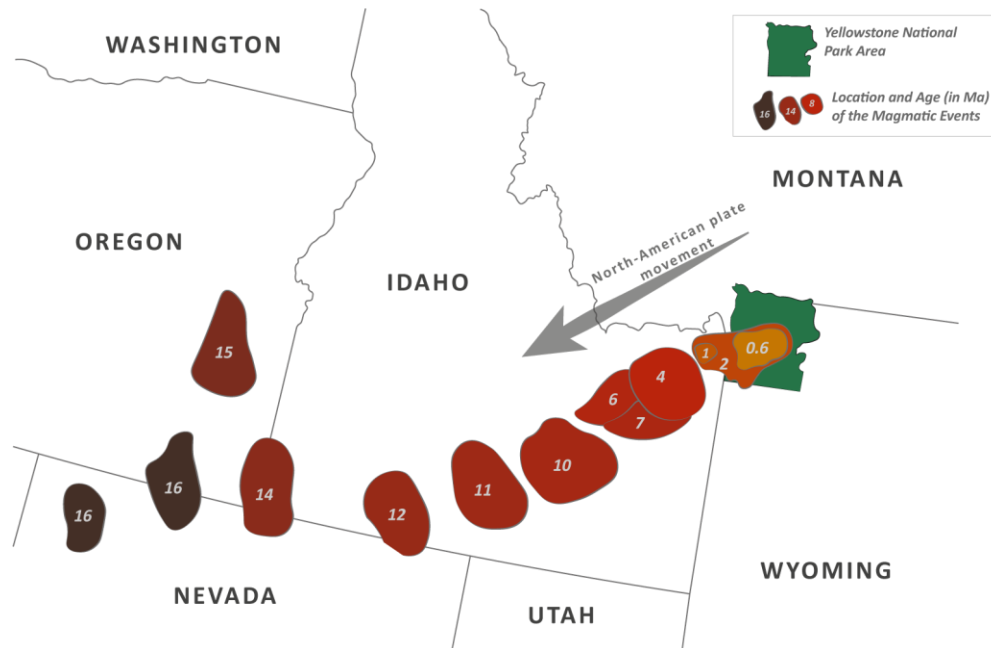 WASHINGTON
Yellowstone National
Park Area
16 14 8
Location and Age (in Ma)
of the Magmatic Events
MONTANA
OREGON
IDAHO
North-American plate
movement
15
1
2
0.6
4
6
7
10
11
12
14
16
16
WYOMING
NEVADA
UTAH